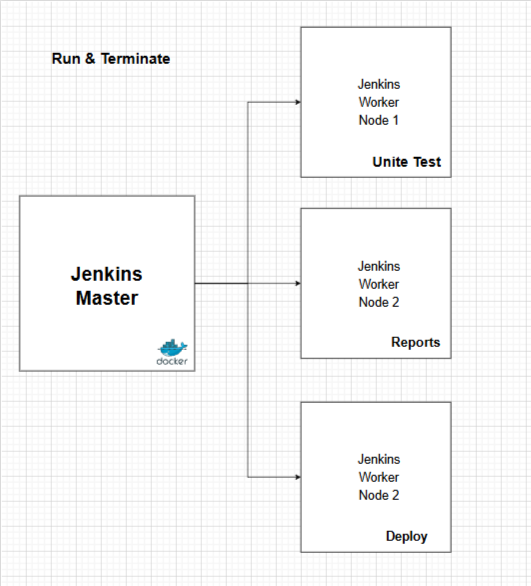 Run & Terminate
Jenkins
Master
docker
Jenkins
Worker
Node 1
Unite Test
Jenkins
Worker
Node 2
Reports
Jenkins
Worker
Node 2
Deploy